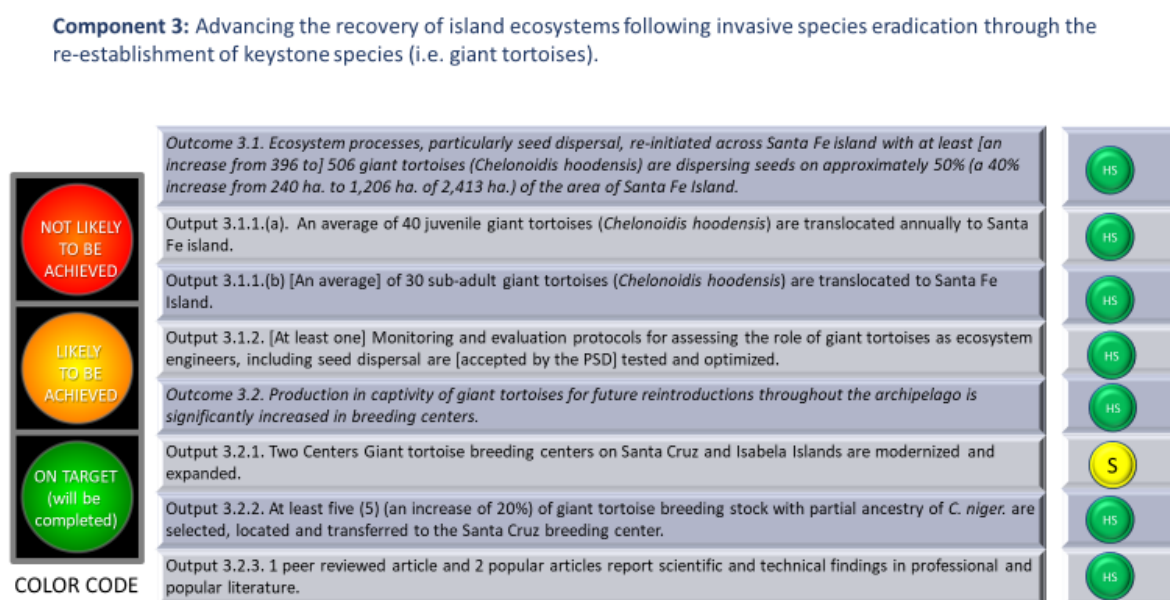 Component 3: Advancing the recovery of island ecosystems following invasive species eradication through the
re-establishment of keystone species (i.e. giant tortoises).
NOT LIKELY
TO BE
ACHIEVED
LIKELY
TO BE
ACHIEVED
ON TARGET
(will be
completed)
COLOR CODE
Outcome 3.1. Ecosystem processes, particularly seed dispersal, re-initiated across Santa Fe island with at least [an
increase from 396 to] 506 giant tortoises (Chelonoidis hoodensis) are dispersing seeds on approximately 50% (a 40%
increase from 240 ha. to 1,206 ha. of 2,413 ha.) of the area of Santa Fe Island.
HS
Output 3.1.1.(a). An average of 40 juvenile giant tortoises (Chelonoidis hoodensis) are translocated annually to Santa
Fe island.
HS
Output 3.1.1.(b) [An average] of 30 sub-adult giant tortoises (Chelonoidis hoodensis) are translocated to Santa Fe
Island.
HS
Output 3.1.2. [At least one] Monitoring and evaluation protocols for assessing the role of giant tortoises as ecosystem
engineers, including seed dispersal are [accepted by the PSD] tested and optimized.
HS
Outcome 3.2. Production in captivity of giant tortoises for future reintroductions throughout the archipelago is
significantly increased in breeding centers.
HS
Output 3.2.1. Two Centers Giant tortoise breeding centers on Santa Cruz and Isabela Islands are modernized and
expanded.
S
Output 3.2.2. At least five (5) (an increase of 20%) of giant tortoise breeding stock with partial ancestry of C. niger. are
selected, located and transferred to the Santa Cruz breeding center.
HS
Output 3.2.3. 1 peer reviewed article and 2 popular articles report scientific and technical findings in professional and
popular literature.
HS